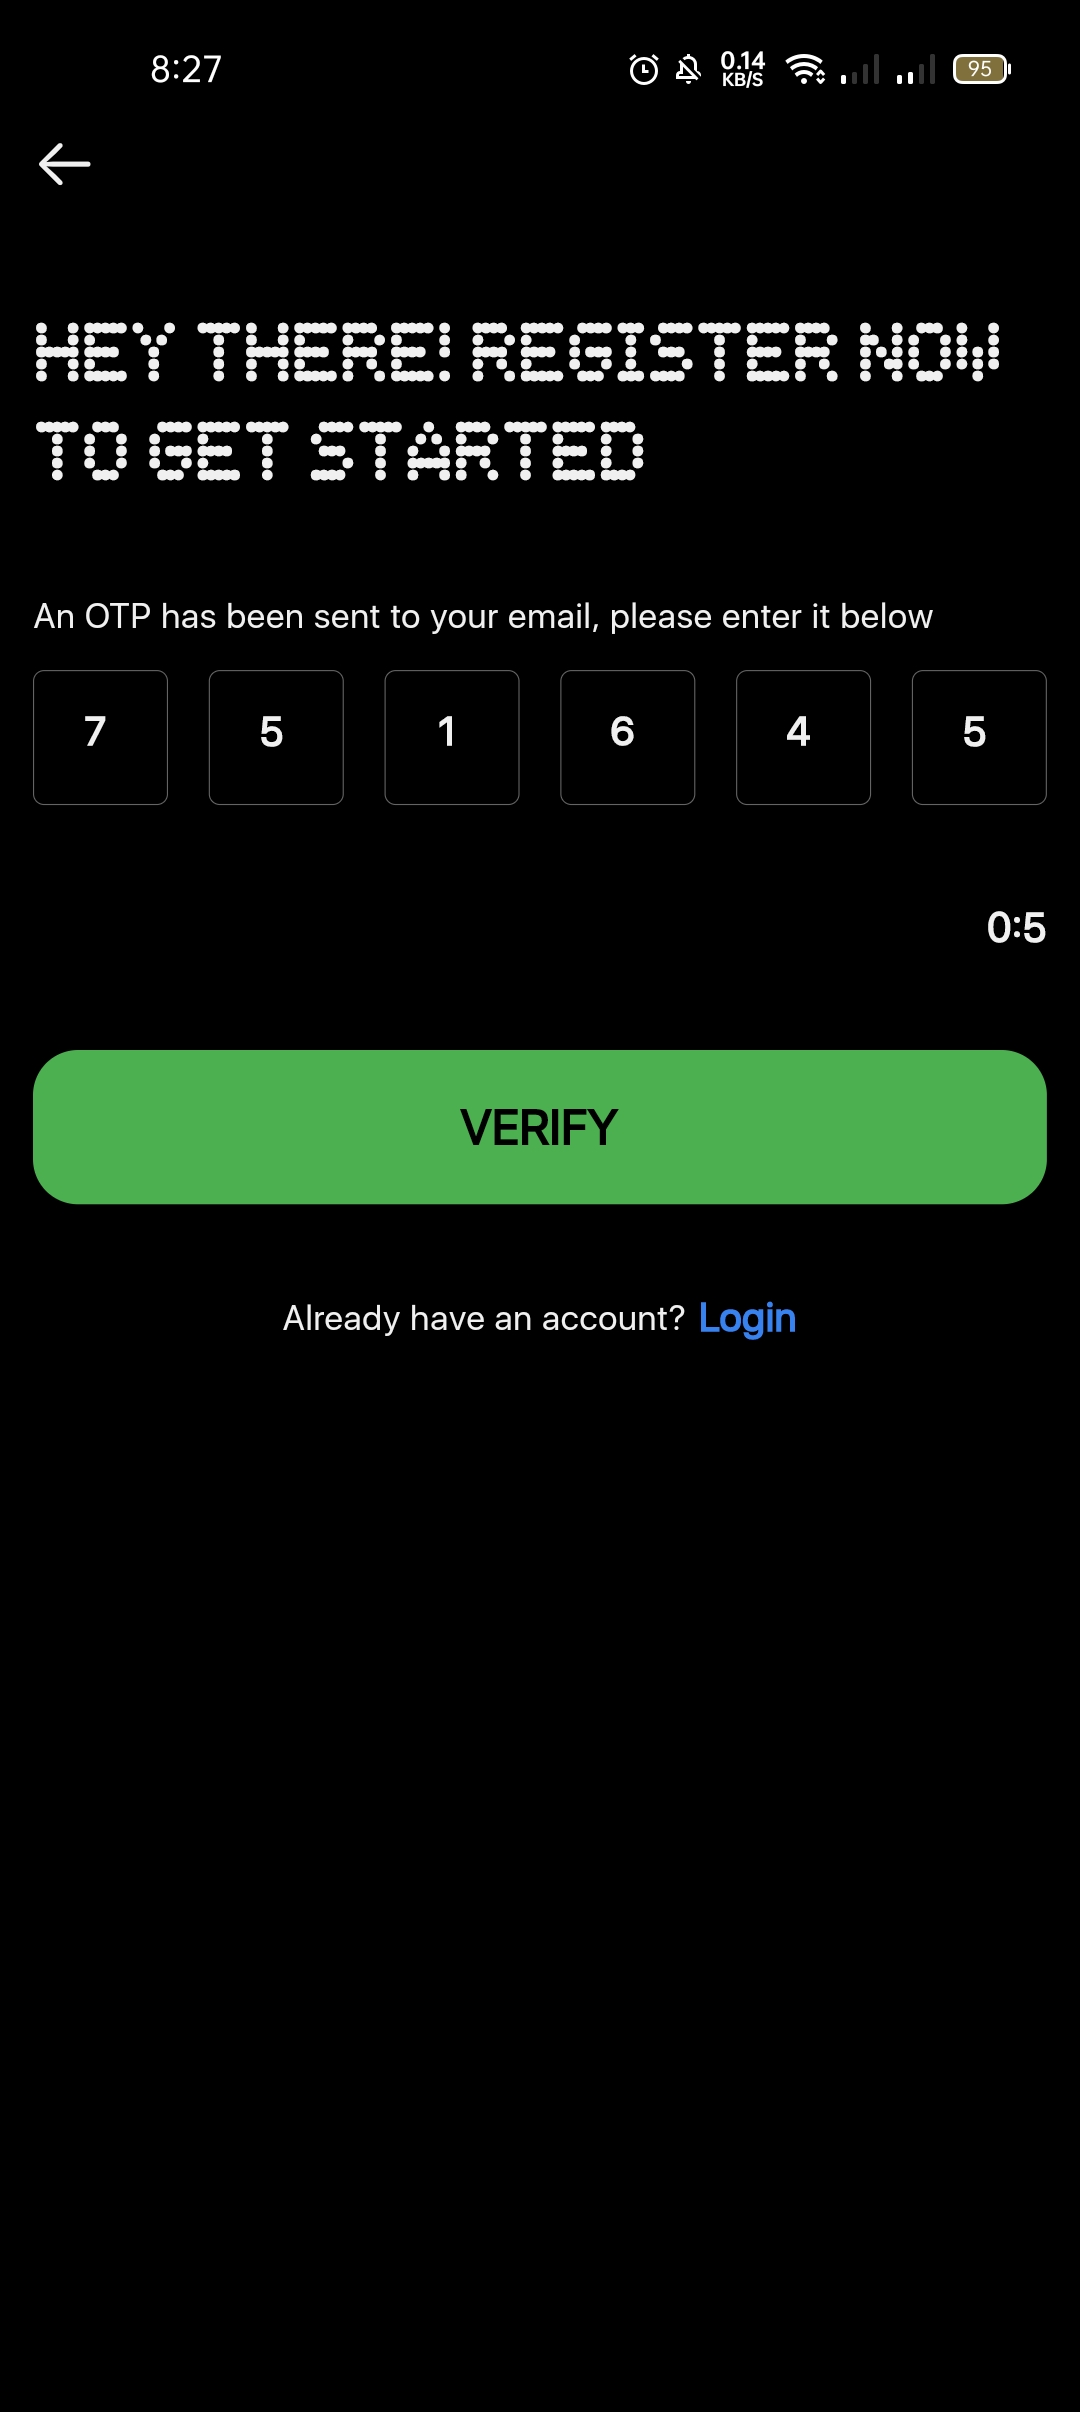 8:27 0.14 KB/S 95
HEY THERE! REGISTER NOW
TO GET STARTED
An OTP has been sent to your email, please enter it below
7 5 1 6 4 5
0:5
VERIFY
Already have an account? Login